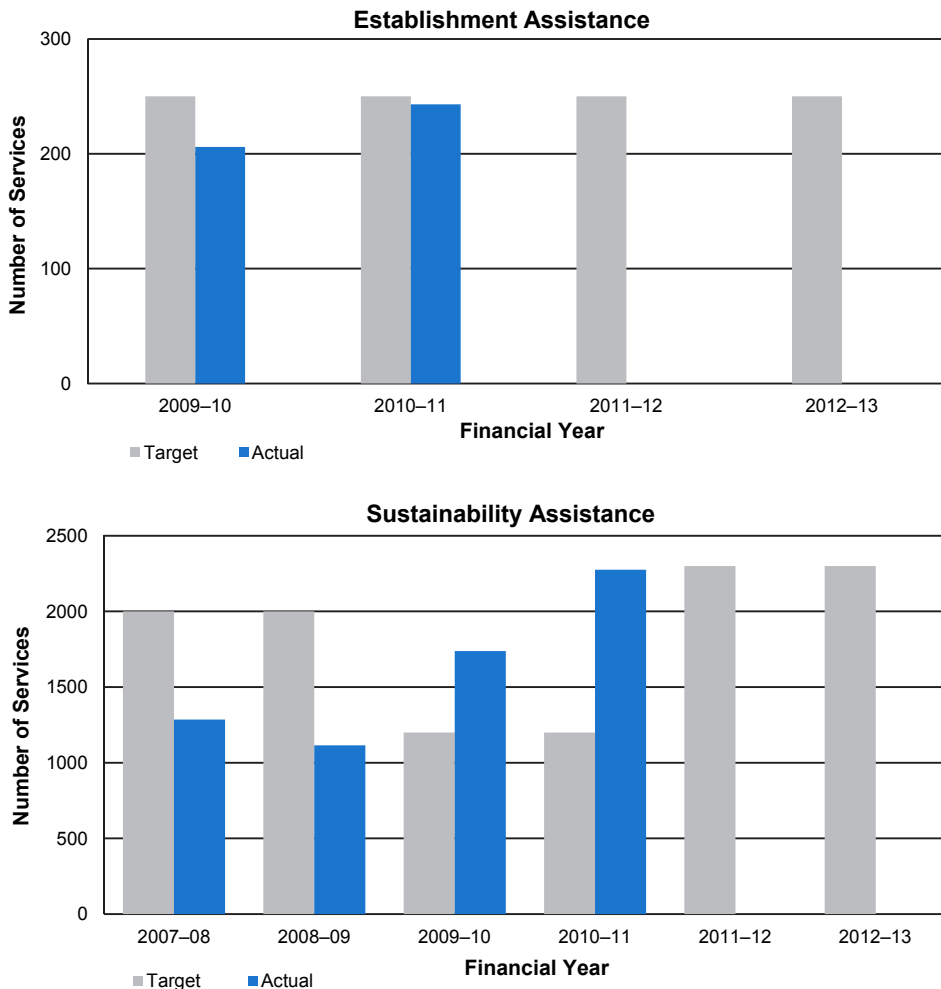 Establishment Assistance
300
200
100
0
Number of Services
2009–10 2010–11 2011–12 2012–13
Financial Year
Target Actual
Sustainability Assistance
2500
2000
1500
1000
500
0
Number of Services
2007–08 2008–09 2009–10 2010–11 2011–12 2012–13
Financial Year
Target Actual